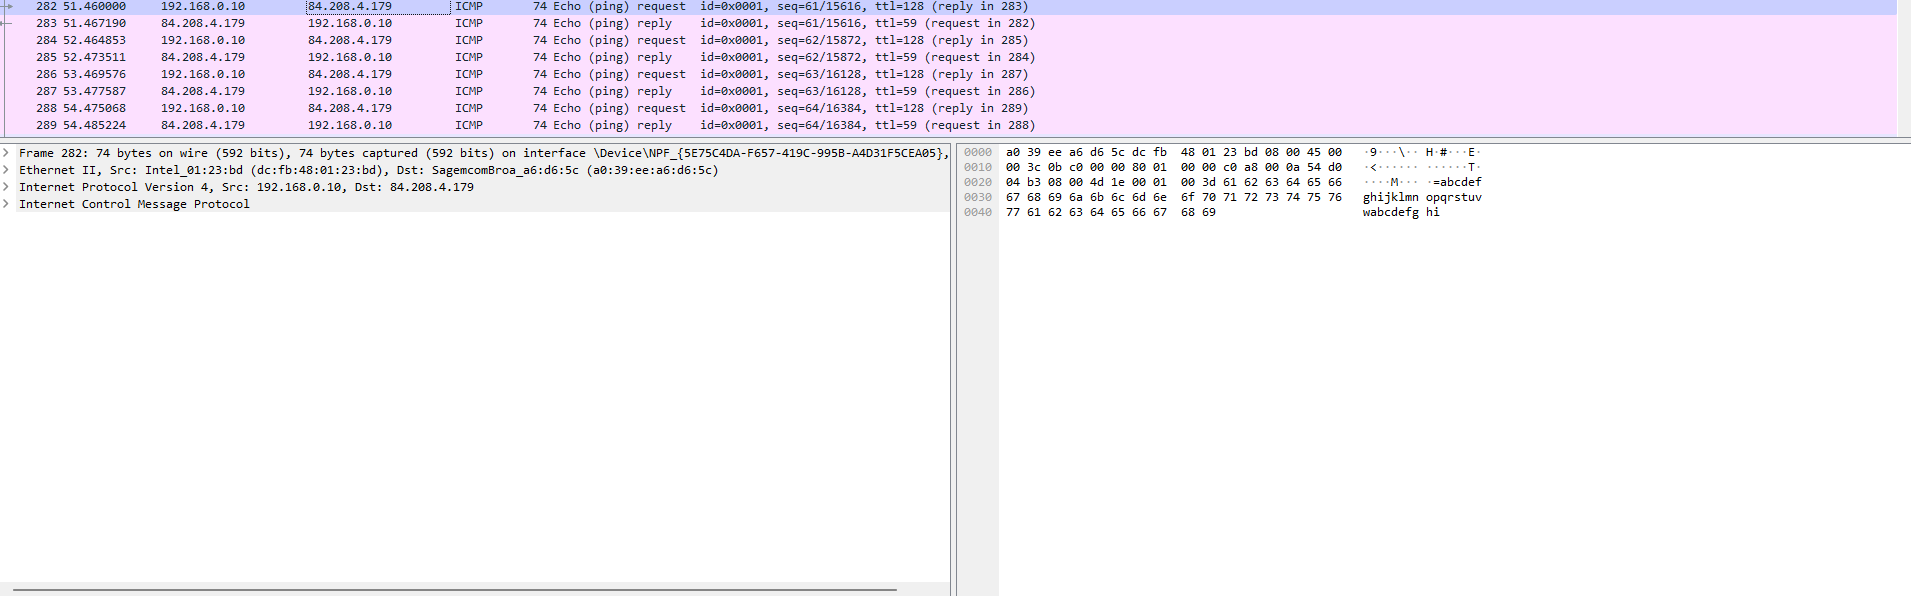 282 51.460000 192.168.0.10 84.208.4.179 ICMP 74 Echo (ping) request id=0x0001, seq=61/15616, ttl=128 (reply in 283)
283 51.467190 84.208.4.179 192.168.0.10 ICMP 74 Echo (ping) reply id=0x0001, seq=61/15616, ttl=59 (request in 282)
284 52.464853 192.168.0.10 84.208.4.179 ICMP 74 Echo (ping) request id=0x0001, seq=62/15872, ttl=128 (reply in 285)
285 52.473511 84.208.4.179 192.168.0.10 ICMP 74 Echo (ping) reply id=0x0001, seq=62/15872, ttl=59 (request in 284)
286 53.469576 192.168.0.10 84.208.4.179 ICMP 74 Echo (ping) request id=0x0001, seq=63/16128, ttl=128 (reply in 287)
287 53.477587 84.208.4.179 192.168.0.10 ICMP 74 Echo (ping) reply id=0x0001, seq=63/16128, ttl=59 (request in 286)
288 54.475068 192.168.0.10 84.208.4.179 ICMP 74 Echo (ping) request id=0x0001, seq=64/16384, ttl=128 (reply in 289)
289 54.485224 84.208.4.179 192.168.0.10 ICMP 74 Echo (ping) reply id=0x0001, seq=64/16384, ttl=59 (request in 288)
Frame 282: 74 bytes on wire (592 bits), 74 bytes captured (592 bits) on interface \Device\NPF_{5E75C4DA-F657-419C-995B-A4D31F5CEA05},
Ethernet II, Src: Intel_01:23:bd (dc:fb:48:01:23:bd), Dst: SagemcomBroa_a6:d6:5c (a0:39:ee:a6:d6:5c)
Internet Protocol Version 4, Src: 192.168.0.10, Dst: 84.208.4.179
Internet Control Message Protocol
0000 a0 39 ee a6 d6 5c dc fb 48 01 23 bd 08 00 45 00 ·9···\·· H·#···E·
0010 00 3c 0b c0 00 00 80 01 00 00 c0 a8 00 0a 54 d0 ·<······ ······T·
0020 04 b3 08 00 4d 1e 00 01 00 3d 61 62 63 64 65 66 ····M··· ·=abcdef
0030 67 68 69 6a 6b 6c 6d 6e 6f 70 71 72 73 74 75 76 ghijklmn opqrstuv
0040 77 61 62 63 64 65 66 67 68 69 wabcdefg hi